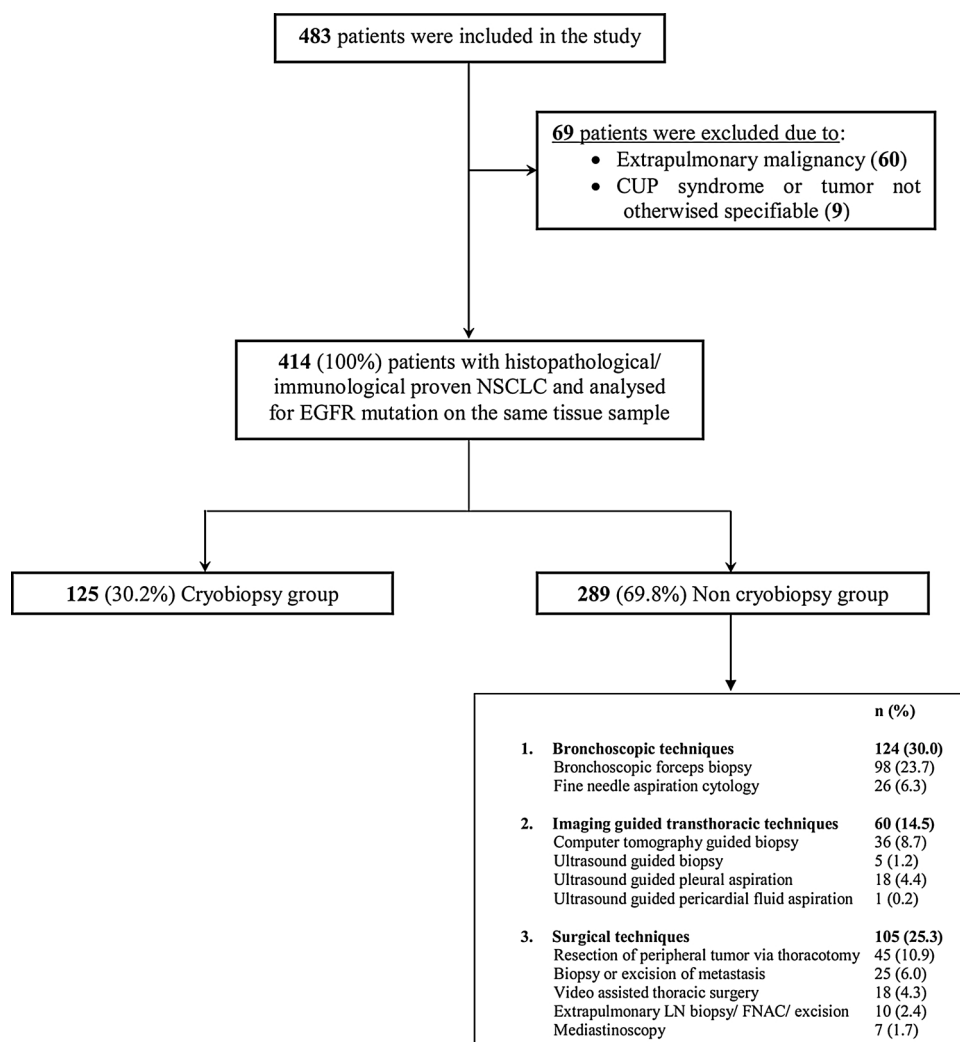 483 patients were included in the study
69 patients were excluded due to:
• Extrapulmonary malignancy (60)
• CUP syndrome or tumor not
otherwised specifiable (9)
414 (100%) patients with histopathological/
immunological proven NSCLC and analysed
for EGFR mutation on the same tissue sample
125 (30.2%) Cryobiopsy group
289 (69.8%) Non cryobiopsy group
n (%)
1. Bronchoscopic techniques 124 (30.0)
Bronchoscopic forceps biopsy 98 (23.7)
Fine needle aspiration cytology 26 (6.3)
2. Imaging guided transthoracic techniques 60 (14.5)
Computer tomography guided biopsy 36 (8.7)
Ultrasound guided biopsy 5 (1.2)
Ultrasound guided pleural aspiration 18 (4.4)
Ultrasound guided pericardial fluid aspiration 1 (0.2)
3. Surgical techniques 105 (25.3)
Resection of peripheral tumor via thoracotomy 45 (10.9)
Biopsy or excision of metastasis 25 (6.0)
Video assisted thoracic surgery 18 (4.3)
Extrapulmonary LN biopsy/ FNAC/ excision 10 (2.4)
Mediastinoscopy 7 (1.7)